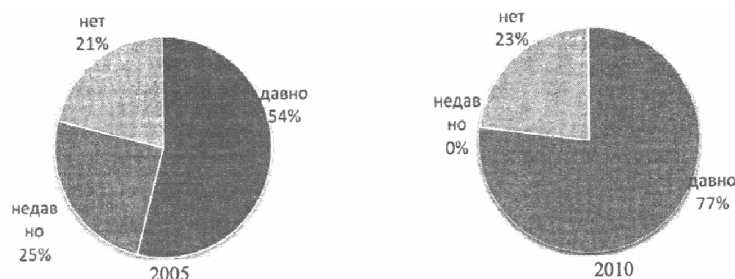 нет
21%
давно
54%
недав
но
25%
2005
нет
23%
недав
но
0%
давно
77%
2010